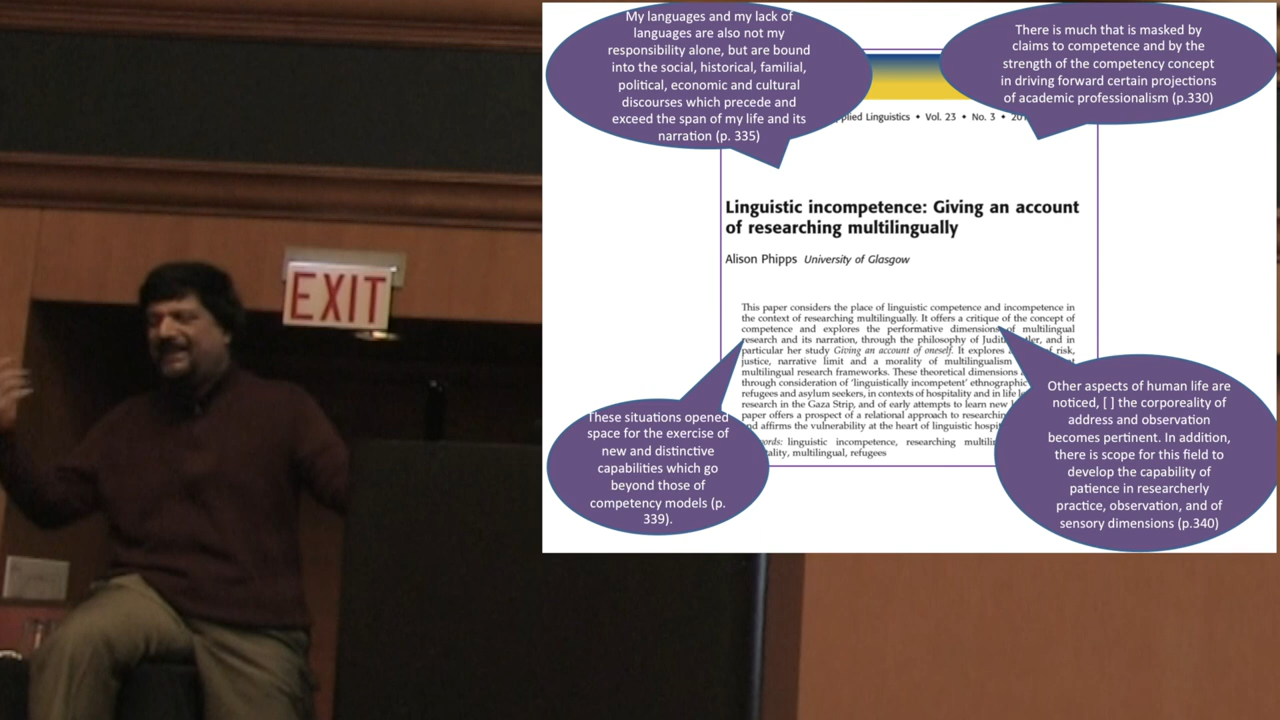 My languages and my lack of
languages are also not my
responsibility alone, but are bound
into the social, historical, familial,
political, economic and cultural
discourses which precede and
exceed the span of my life and its
narration (p. 335)
There is much that is masked by
claims to competence and by the
strength of the competency concept
in driving forward certain projections
of academic professionalism (p.330)
Linguistics • Vol. 23 • No. 3 •
Linguistic incompetence: Giving an account
of researching multilingually
Alison Phipps University of Glasgow
EXIT
This paper considers the place of linguistic competence and incompetence in
the context of researching multilingually. It offers a critique of the concept of
competence and explores the performative dimensions of multilingual
research and its narration, through the philosophy of Judith Butler, and in
particular her study Giving an account of oneself. It explores of risk,
justice, narrative limit and a morality of multilingualism
multilingual research frameworks. These theoretical dimensions
through consideration of 'linguistically incompetent' ethnographic
refugees and asylum seekers, in contexts of hospitality and in life
research in the Gaza Strip, and of early attempts to learn new
paper offers a prospect of a relational approach to researching
and affirms the vulnerability at the heart of linguistic
linguistic incompetence, researching
multilingual, refugees
These situations opened
space for the exercise of
new and distinctive
capabilities which go
beyond those of
competency models (p.
339).
Other aspects of human life are
noticed, [ ] the corporeality of
address and observation
becomes pertinent. In addition,
there is scope for this field to
develop the capability of
patience in researcherly
practice, observation, and of
sensory dimensions (p.340)